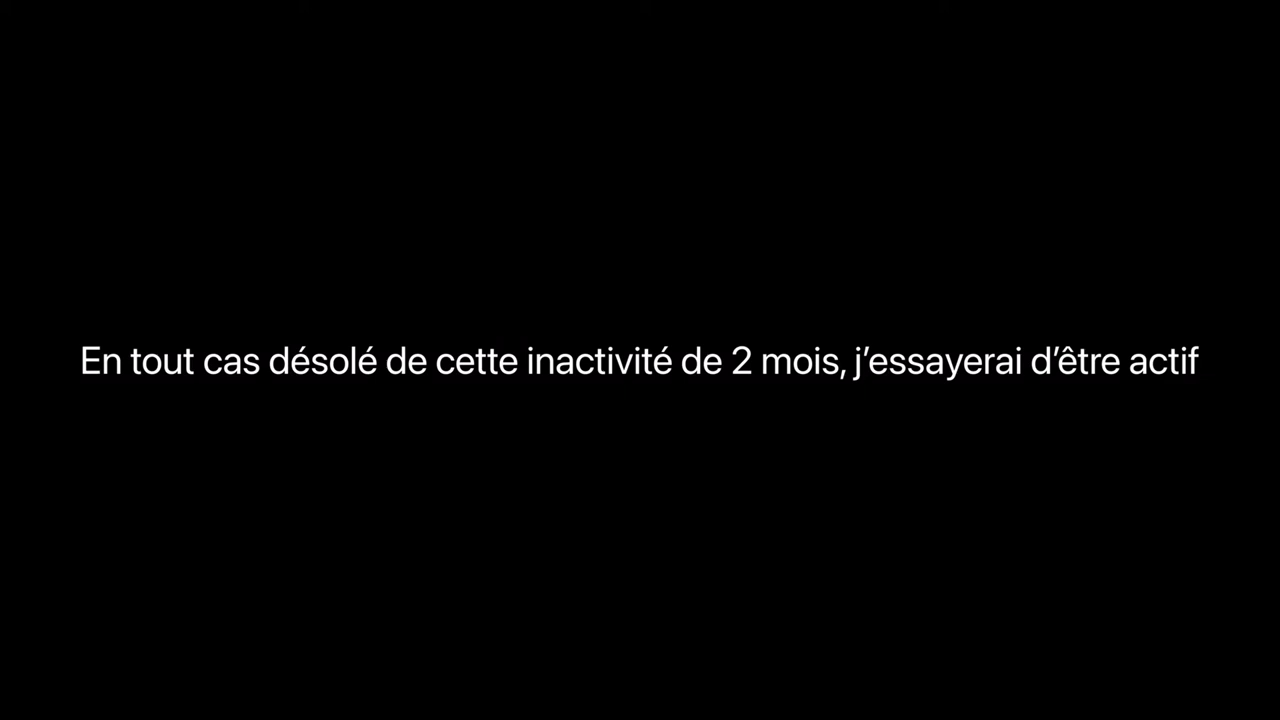 En tout cas désolé de cette inactivité de 2 mois, j’essayerai d’être actif